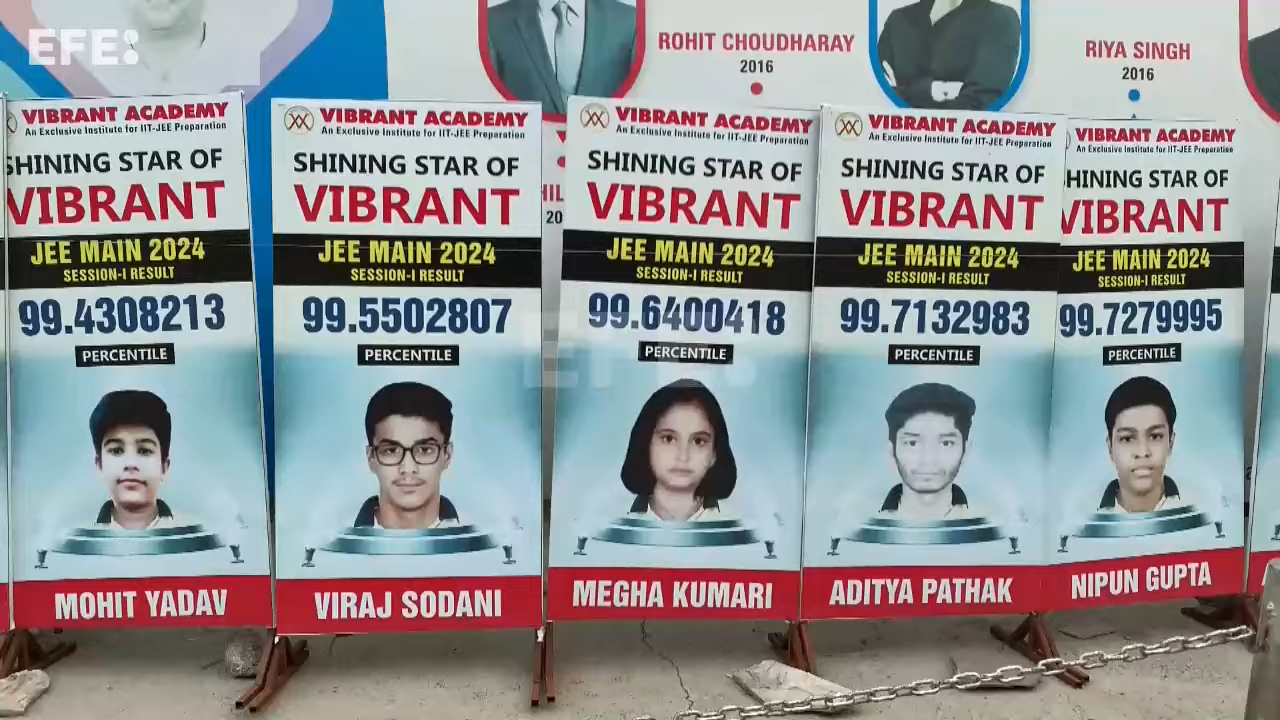 EFE:
ROHIT CHOUDHARAY
2016
RIYA SINGH
2016
VIBRANT ACADEMY
An Exclusive Institute for IIT-JEE Preparation
SHINING STAR OF
VIBRANT
JEE MAIN 2024
SESSION-I RESULT
99.4308213
PERCENTILE
MOHIT YADAV
VIBRANT ACADEMY
An Exclusive Institute for IIT-JEE Preparation
SHINING STAR OF
VIBRANT
JEE MAIN 2024
SESSION-I RESULT
99.5502807
PERCENTILE
VIRAJ SODANI
VIBRANT ACADEMY
An Exclusive Institute for IIT-JEE Preparation
SHINING STAR OF
VIBRANT
JEE MAIN 2024
SESSION-I RESULT
99.6400418
PERCENTILE
MEGHA KUMARI
VIBRANT ACADEMY
An Exclusive Institute for IIT-JEE Preparation
SHINING STAR OF
VIBRANT
JEE MAIN 2024
SESSION-I RESULT
99.7132983
PERCENTILE
ADITYA PATHAK
VIBRANT ACADEMY
An Exclusive Institute for IIT-JEE Preparation
SHINING STAR OF
VIBRANT
JEE MAIN 2024
SESSION-I RESULT
99.7279995
PERCENTILE
NIPUN GUPTA
EFE: